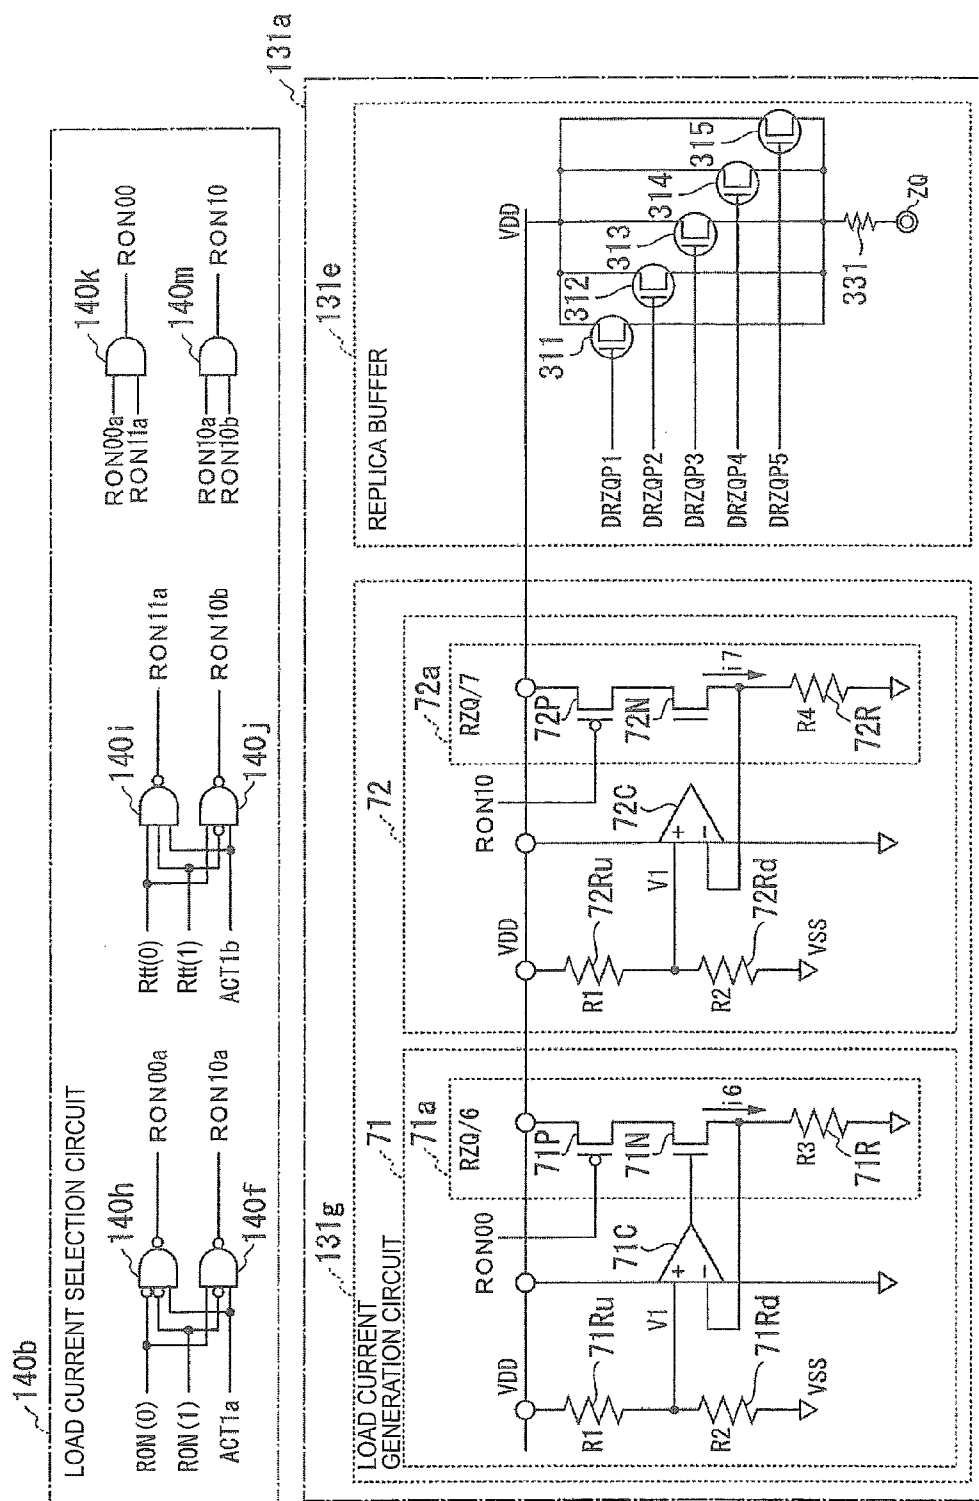 140b
LOAD CURRENT SELECTION CIRCUIT
RON(0)
RON(1)
ACT1a
140h
140f
RON00a
RON10a
Rtt(0)
Rtt(1)
ACT1b
140i
140j
RON11a
RON10b
RON00a
RON11a
140k
RON00
RON10a
RON10b
140m
RON10
131a
131g
LOAD CURRENT
GENERATION CIRCUIT
71
71a
RZQ/6
VDD
RON00
71P
71Ru
R1
71C
+
-
V1
71N
i6
71Rd
R2
VSS
R3
71R
72
72a
RZQ/7
VDD
RON10
72P
72Ru
R1
72C
+
-
V1
72N
i7
72Rd
R2
VSS
R4
72R
131e
REPLICA BUFFER
VDD
DRZQP1
DRZQP2
DRZQP3
DRZQP4
DRZQP5
311
312
313
314
315
331
ZQ